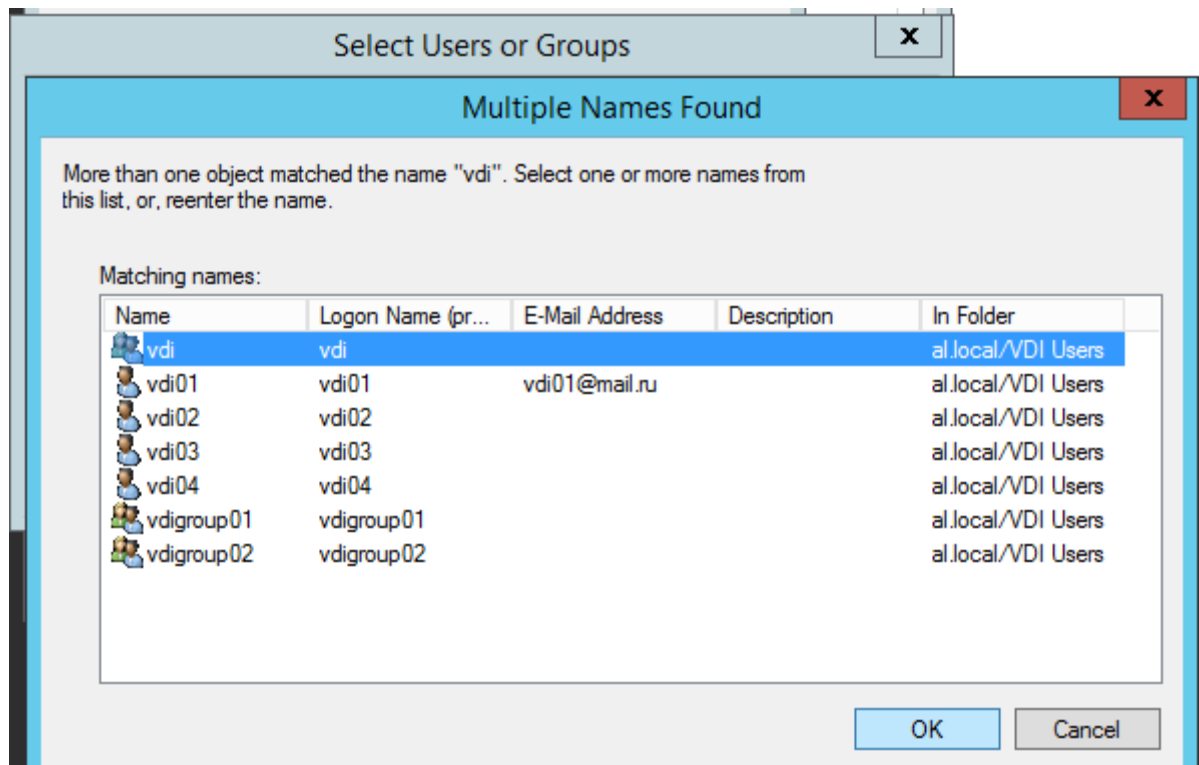 Select Users or Groups
x
Multiple Names Found
x
More than one object matched the name "vdi". Select one or more names from
this list, or, reenter the name.
Matching names:
Name Logon Name (pr... E-Mail Address Description In Folder
vdi vdi al.local/VDI Users
vdi01 vdi01 vdi01@mail.ru al.local/VDI Users
vdi02 vdi02 al.local/VDI Users
vdi03 vdi03 al.local/VDI Users
vdi04 vdi04 al.local/VDI Users
vdigroup01 vdigroup01 al.local/VDI Users
vdigroup02 vdigroup02 al.local/VDI Users
OK Cancel